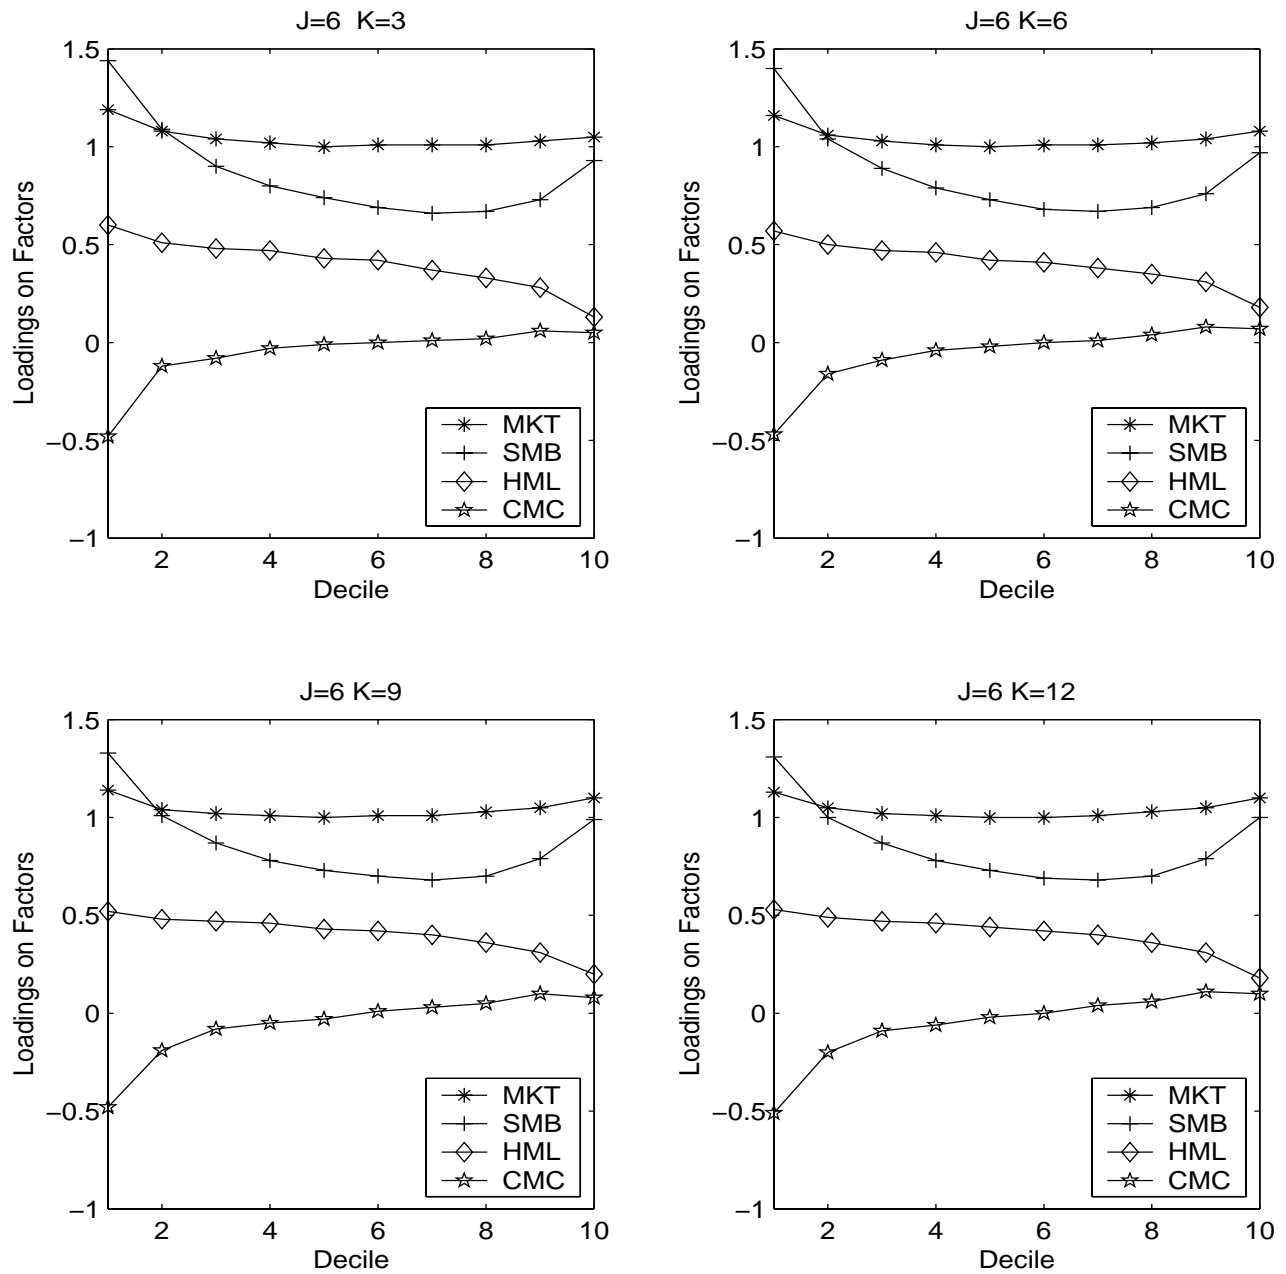 J=6 K=3
1.5
1
0.5
0
−0.5
−1
Loadings on Factors
MKT
SMB
HML
CMC
2
4
6
8
10
Decile
J=6 K=6
1.5
1
0.5
0
−0.5
−1
Loadings on Factors
MKT
SMB
HML
CMC
2
4
6
8
10
Decile
J=6 K=9
1.5
1
0.5
0
−0.5
−1
Loadings on Factors
MKT
SMB
HML
CMC
2
4
6
8
10
Decile
J=6 K=12
1.5
1
0.5
0
−0.5
−1
Loadings on Factors
MKT
SMB
HML
CMC
2
4
6
8
10
Decile